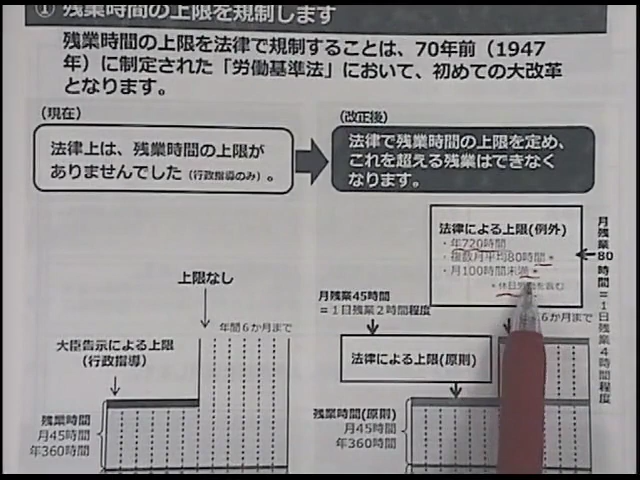 ① 残業時間の上限を規制します
残業時間の上限を法律で規制することは、70年前（1947
年）に制定された「労働基準法」において、初めての大改革
となります。
（現在）
法律上は、残業時間の上限が
ありませんでした（行政指導のみ）。
（改正後）
法律で残業時間の上限を定め、
これを超える残業はできなく
なります。
法律による上限(例外)
・年720時間
・複数月平均80時間＊
・月100時間未満＊
＊休日労働を含む
月残業80時間＝1日残業4時間程度
上限なし
年間6か月まで
大臣告示による上限
（行政指導）
残業時間
月45時間
年360時間
月残業45時間
＝1日残業2時間程度
6か月まで
法律による上限(原則)
残業時間(原則)
月45時間
年360時間